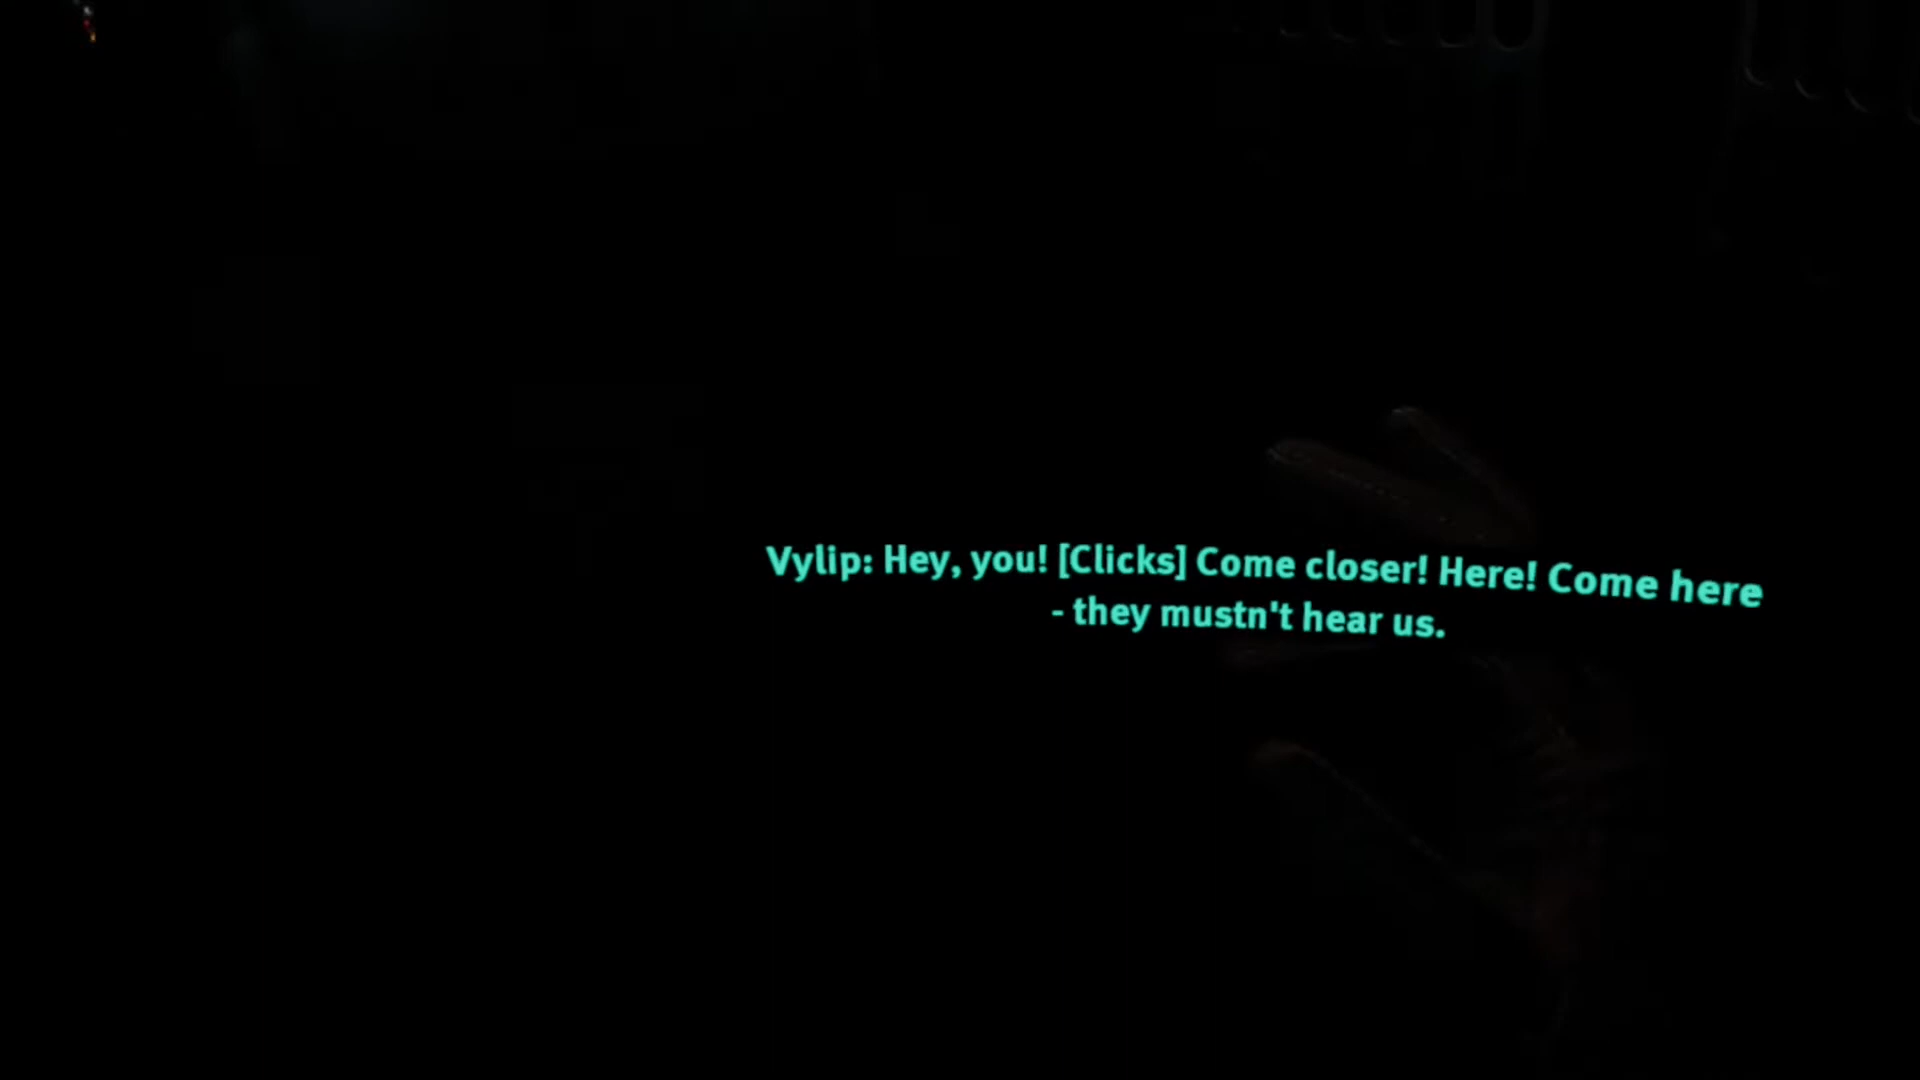 Vylip: Hey, you! [Clicks] Come closer! Here! Come here
- they mustn't hear us.